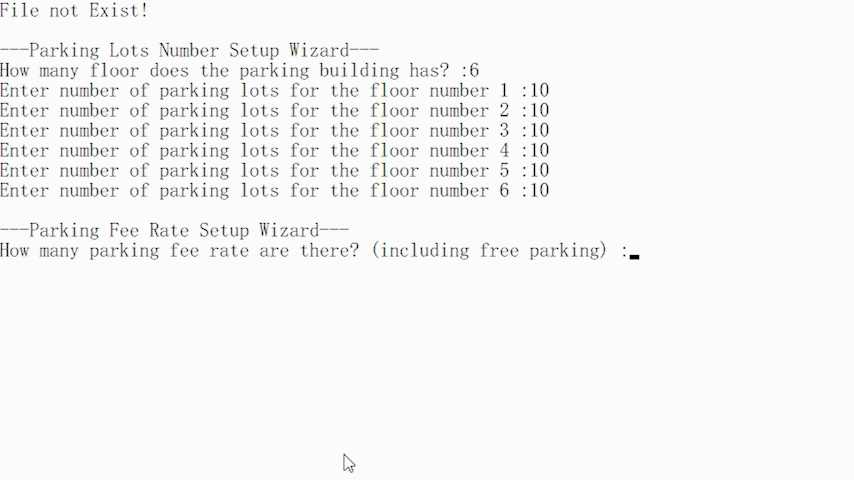 File not Exist!
---Parking Lots Number Setup Wizard---
How many floor does the parking building has? :6
Enter number of parking lots for the floor number 1 :10
Enter number of parking lots for the floor number 2 :10
Enter number of parking lots for the floor number 3 :10
Enter number of parking lots for the floor number 4 :10
Enter number of parking lots for the floor number 5 :10
Enter number of parking lots for the floor number 6 :10
---Parking Fee Rate Setup Wizard---
How many parking fee rate are there? (including free parking) :